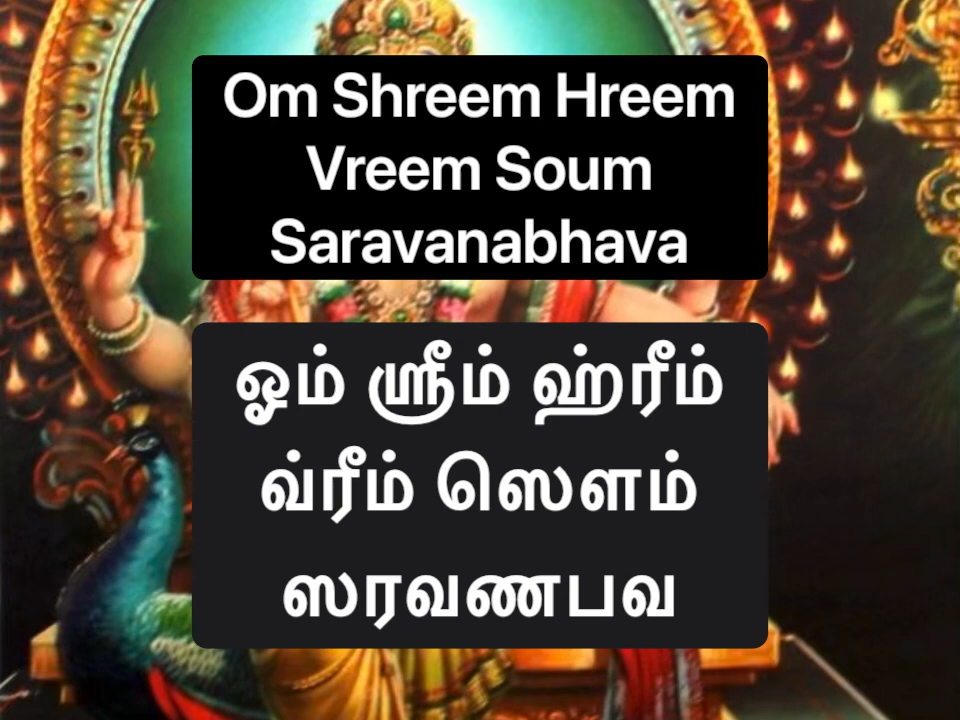 Om Shreem Hreem
Vreem Soum
Saravanabhava
ஓம் ஸ்ரீம் ஹ்ரீம்
வ்ரீம் ஸௌம்
ஸரவணபவ